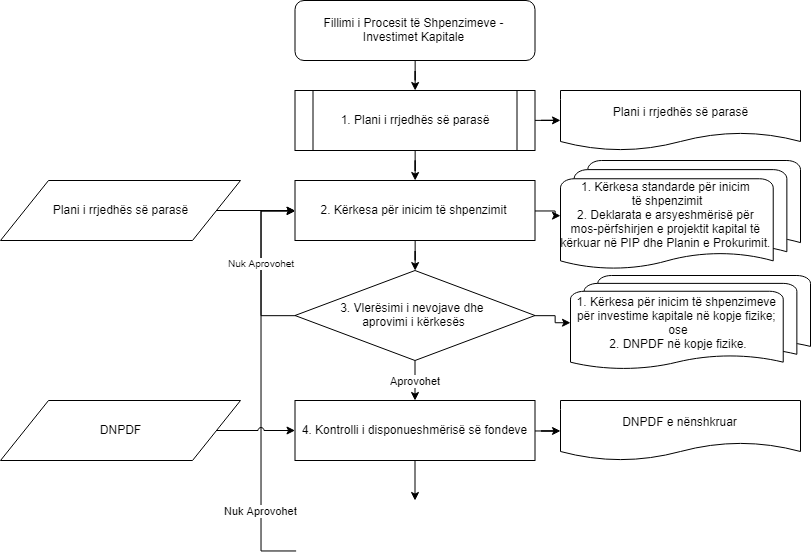 Fillimi i Procesit të Shpenzimeve -
Investimet Kapitale
1. Plani i rrjedhës së parasë
Plani i rrjedhës së parasë
Plani i rrjedhës së parasë
2. Kërkesa për inicim të shpenzimit
1. Kërkesa standarde për inicim
të shpenzimit
2. Deklarata e arsyeshmërisë për
mos-përfshirjen e projektit kapital të
kërkuar në PIP dhe Planin e Prokurimit.
Nuk Aprovohet
3. Vlerësimi i nevojave dhe
aprovimi i kërkesës
1. Kërkesa për inicim të shpenzimeve
për investime kapitale në kopje fizike;
ose
2. DNPDF në kopje fizike.
Aprovohet
DNPDF
4. Kontrolli i disponueshmërisë së fondeve
DNPDF e nënshkruar
Nuk Aprovohet